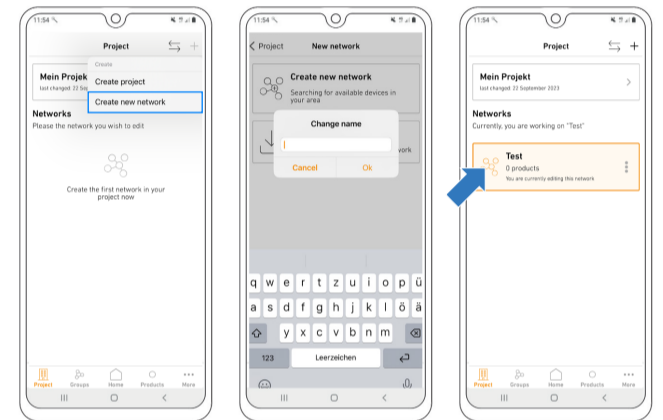 11:54
Project
Create
Mein Projek
last changed: 22 Sep
Create project
Create new network
Networks
Please the network you wish to edit
Create the first network in your
project now
Project Groups Home Products More
11:54
Project New network
Create new network
Searching for available devices in
your area
Change name
work
Cancel Ok
q w e r t z u i o p ü
a s d f g h j k l ö ä
y x c v b n m
123 Leerzeichen
11:54
Project
Mein Projekt
last changed: 22 September 2023
Networks
Currently, you are working on "Test"
Test
0 products
You are currently editing this network
Project Groups Home Products More